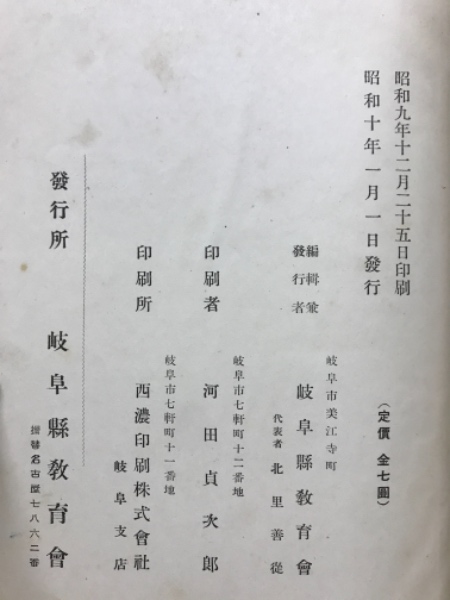 昭和九年十二月二十五日印刷
昭和十年一月一日發行
(定價 全七圓)
編輯兼
發行者
岐阜市美江寺町
岐阜縣敎育會
代表者 北里善從
岐阜市七軒町十二番地
印刷者 河田貞次郎
岐阜市七軒町十一番地
印刷所 西濃印刷株式會社
岐阜支店
發行所 岐阜縣敎育會
振替名古屋七八六二番